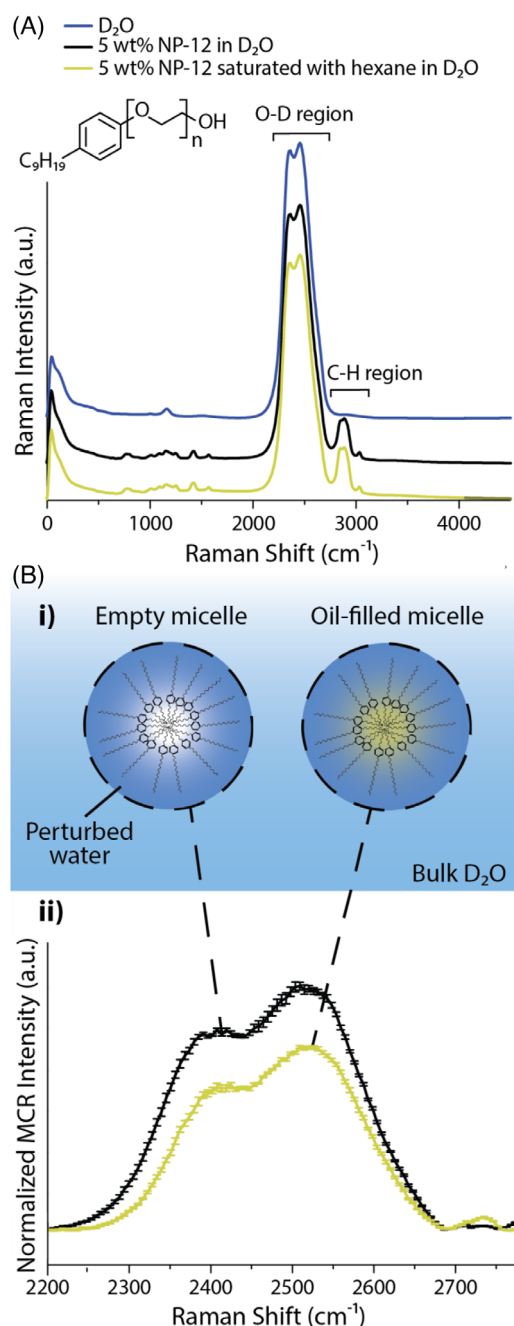 (A)
D₂O
5 wt% NP-12 in D₂O
5 wt% NP-12 saturated with hexane in D₂O
O-D region
O
OH
n
C₉H₁₉
C-H region
Raman Intensity (a.u.)
0 1000 2000 3000 4000
Raman Shift (cm⁻¹)
(B)
i) Empty micelle Oil-filled micelle
Perturbed
water
Bulk D₂O
ii)
Normalized MCR Intensity (a.u.)
2200 2300 2400 2500 2600 2700
Raman Shift (cm⁻¹)